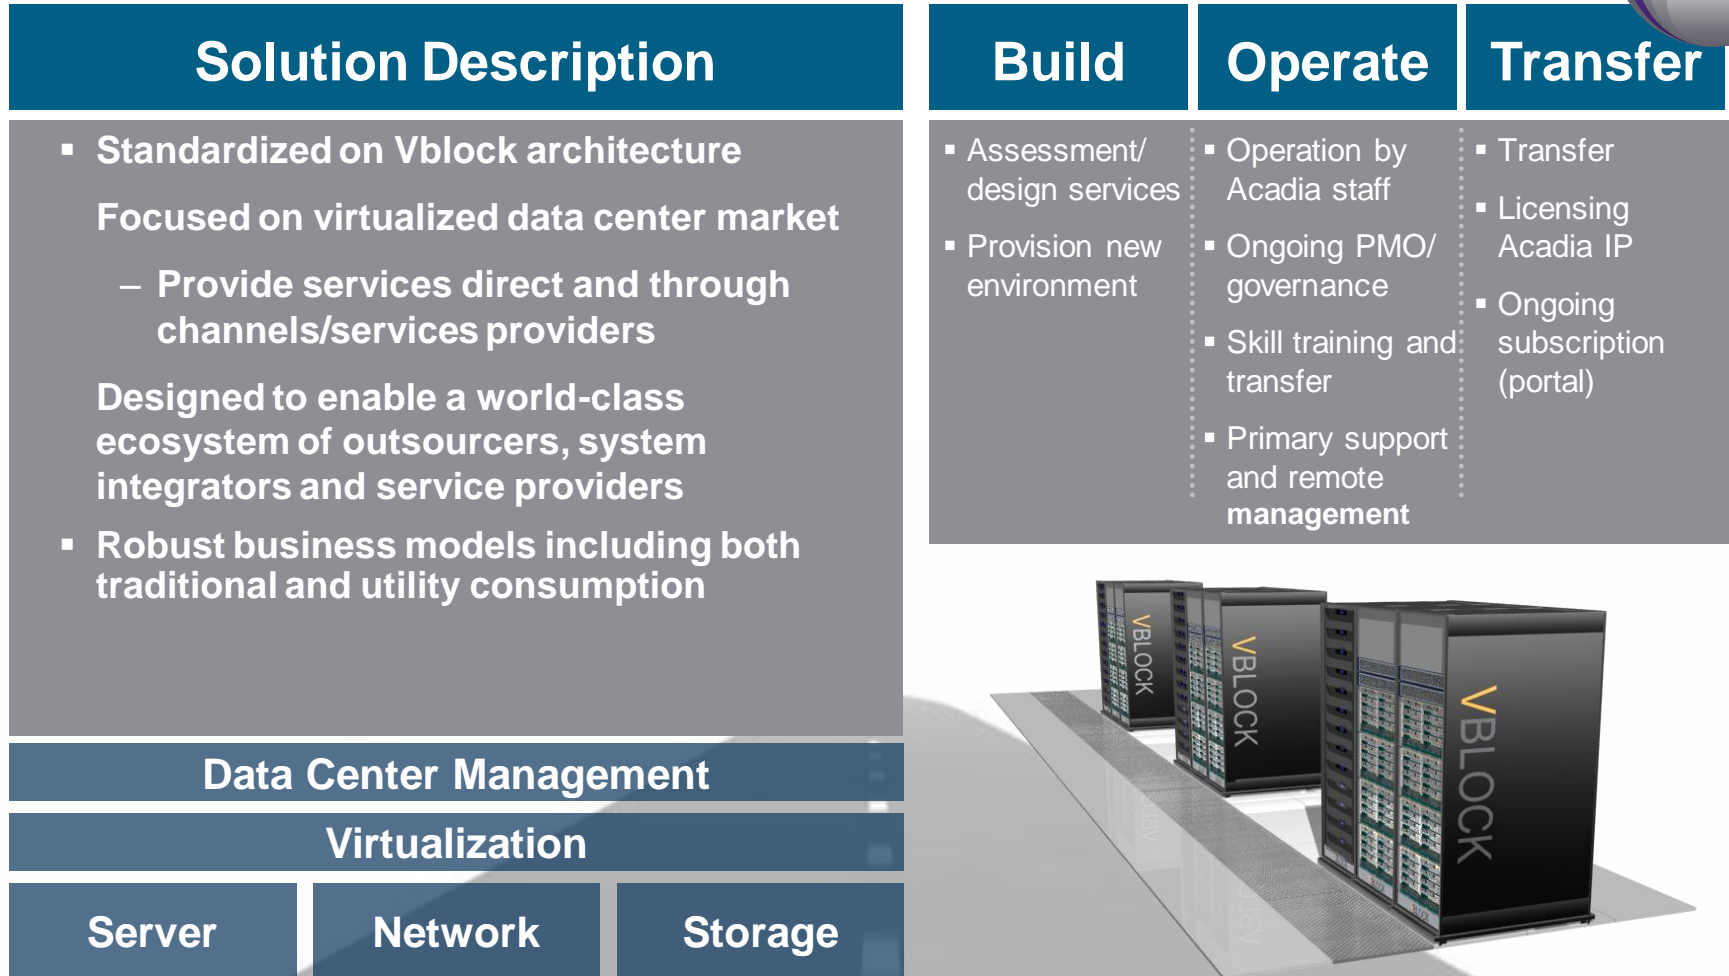 Solution Description
▪ Standardized on Vblock architecture
Focused on virtualized data center market
– Provide services direct and through
channels/services providers
Designed to enable a world-class
ecosystem of outsourcers, system
integrators and service providers
▪ Robust business models including both
traditional and utility consumption
Data Center Management
Virtualization
Server
Network
Storage
Build
▪ Assessment/
design services
▪ Provision new
environment
Operate
▪ Operation by
Acadia staff
▪ Ongoing PMO/
governance
▪ Skill training and
transfer
▪ Primary support
and remote
management
Transfer
▪ Transfer
▪ Licensing
Acadia IP
▪ Ongoing
subscription
(portal)
VBLOCK
VBLOCK
VBLOCK